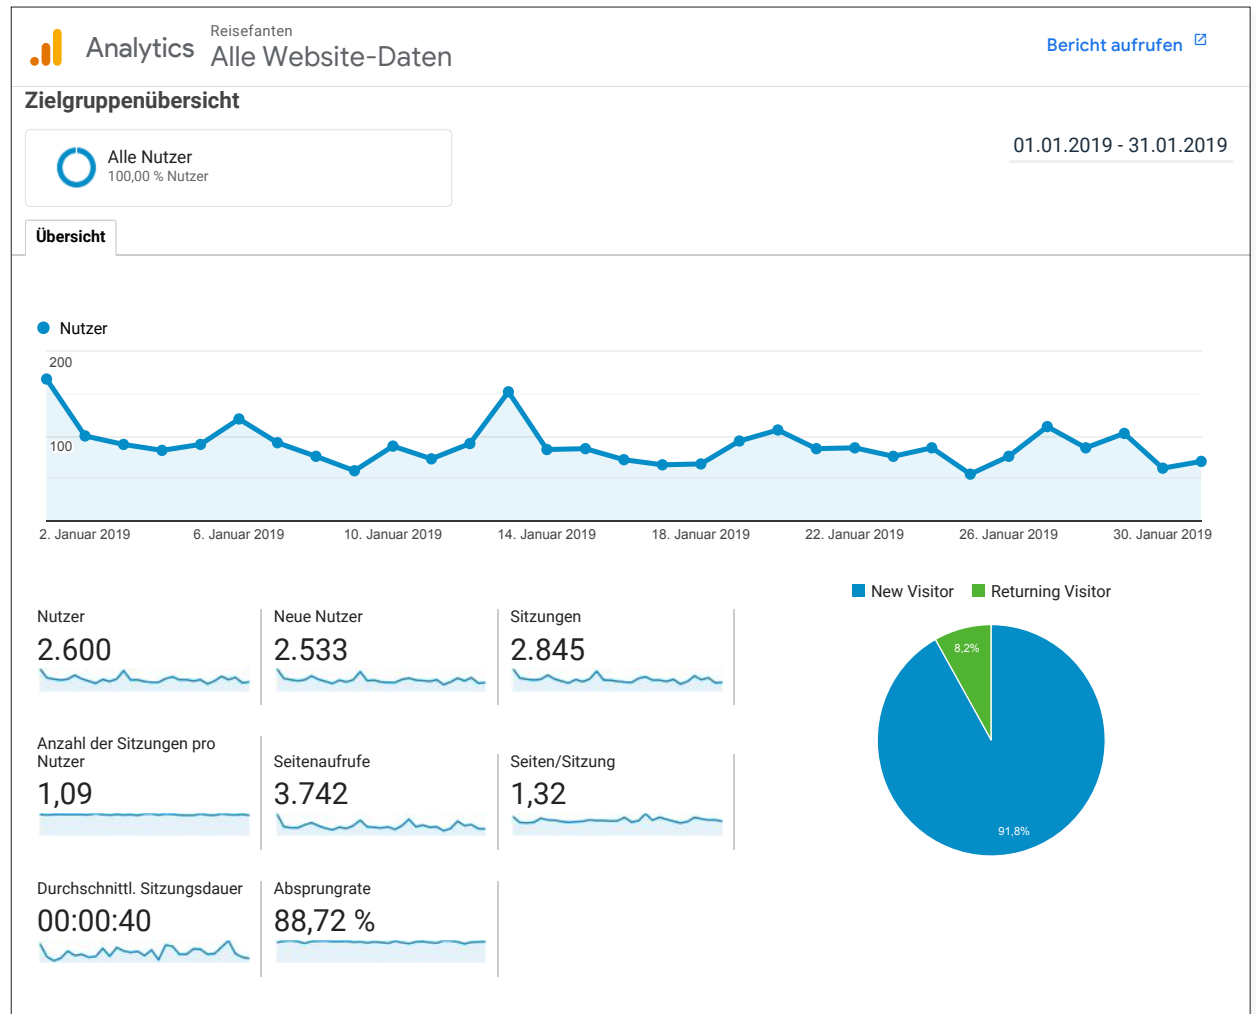 Analytics
Reisefanten
Alle Website-Daten
Bericht aufrufen
Zielgruppenübersicht
Alle Nutzer
100,00 % Nutzer
01.01.2019 - 31.01.2019
Übersicht
Nutzer
200
100
2. Januar 2019 6. Januar 2019 10. Januar 2019 14. Januar 2019 18. Januar 2019 22. Januar 2019 26. Januar 2019 30. Januar 2019
New Visitor Returning Visitor
8,2%
91,8%
Nutzer
2.600
Neue Nutzer
2.533
Sitzungen
2.845
Anzahl der Sitzungen pro
Nutzer
1,09
Seitenaufrufe
3.742
Seiten/Sitzung
1,32
Durchschnittl. Sitzungsdauer
00:00:40
Absprungrate
88,72 %